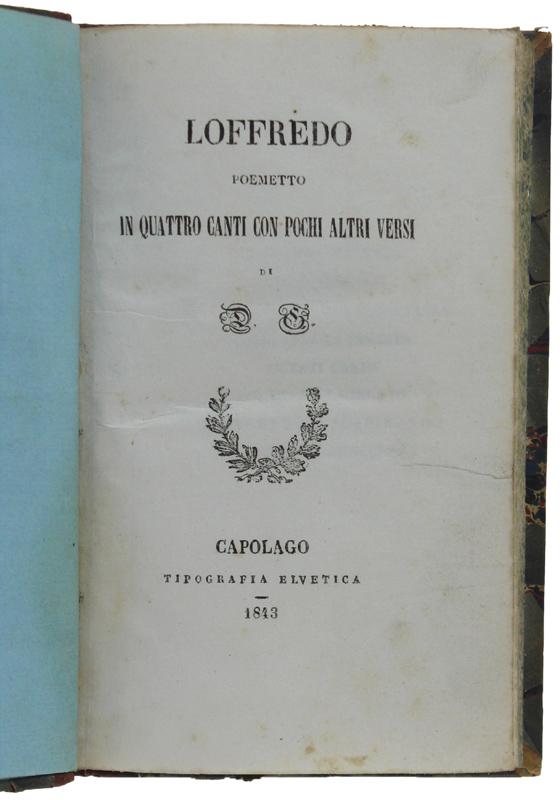 LOFFREDO
POEMETTO
IN QUATTRO CANTI CON POCHI ALTRI VERSI
DI
CAPOLAGO
TIPOGRAFIA ELVETICA
1843